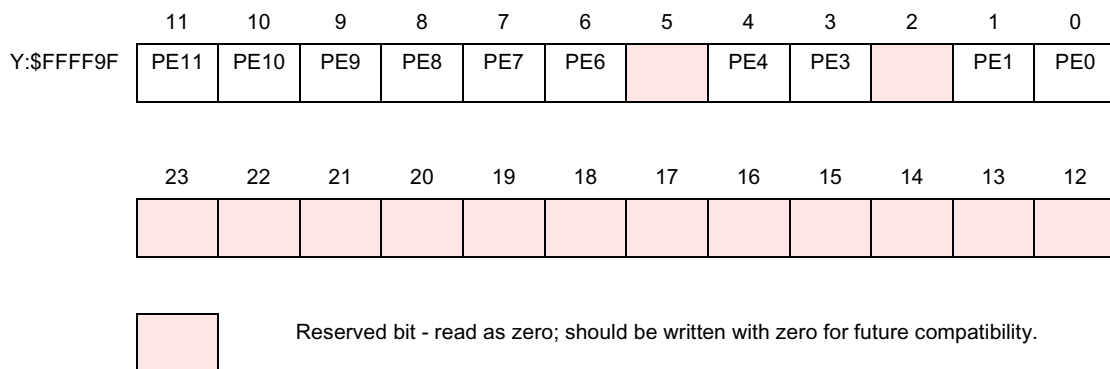 11 10 9 8 7 6 5 4 3 2 1 0
Y:$FFFF9F PE11 PE10 PE9 PE8 PE7 PE6 PE4 PE3 PE1 PE0
23 22 21 20 19 18 17 16 15 14 13 12
Reserved bit - read as zero; should be written with zero for future compatibility.